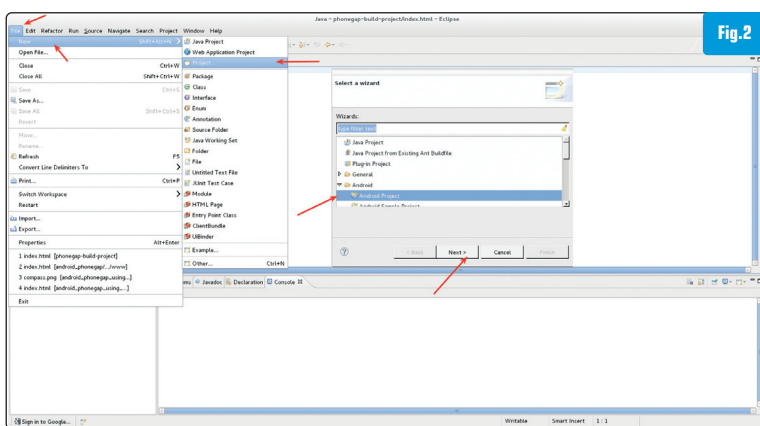 Java - phonegap-build-project/index.html - Eclipse
Fig.2
File Edit Refactor Run Source Navigate Search Project Window Help
New Shift+Alt+N
Open File...
Close Ctrl+W
Close All Shift+Ctrl+W
Save Ctrl+S
Save As...
Save All Shift+Ctrl+S
Revert
Move...
Rename...
Refresh F5
Convert Line Delimiters To
Print... Ctrl+P
Switch Workspace
Restart
Import...
Export...
Properties Alt+Enter
1 index.html [phonegap-build-project]
2 index.html [android_phonegap/.../www]
3 compass.png [android_phonegap_using...]
4 index.html [android_phonegap_using_...]
Exit
Java Project
Web Application Project
Project...
Package
Class
Interface
Enum
Annotation
Source Folder
Java Working Set
Folder
File
Untitled Text File
JUnit Test Case
Module
HTML Page
Entry Point Class
ClientBundle
UiBinder
Example...
Other... Ctrl+N
Select a wizard
Wizards:
type filter text
Java Project
Java Project from Existing Ant Buildfile
Plug-in Project
General
Android
Android Project
Android Sample Project
< Back Next > Cancel Finish
Javadoc Declaration Console
Sign in to Google...
Writable Smart Insert 1 : 1